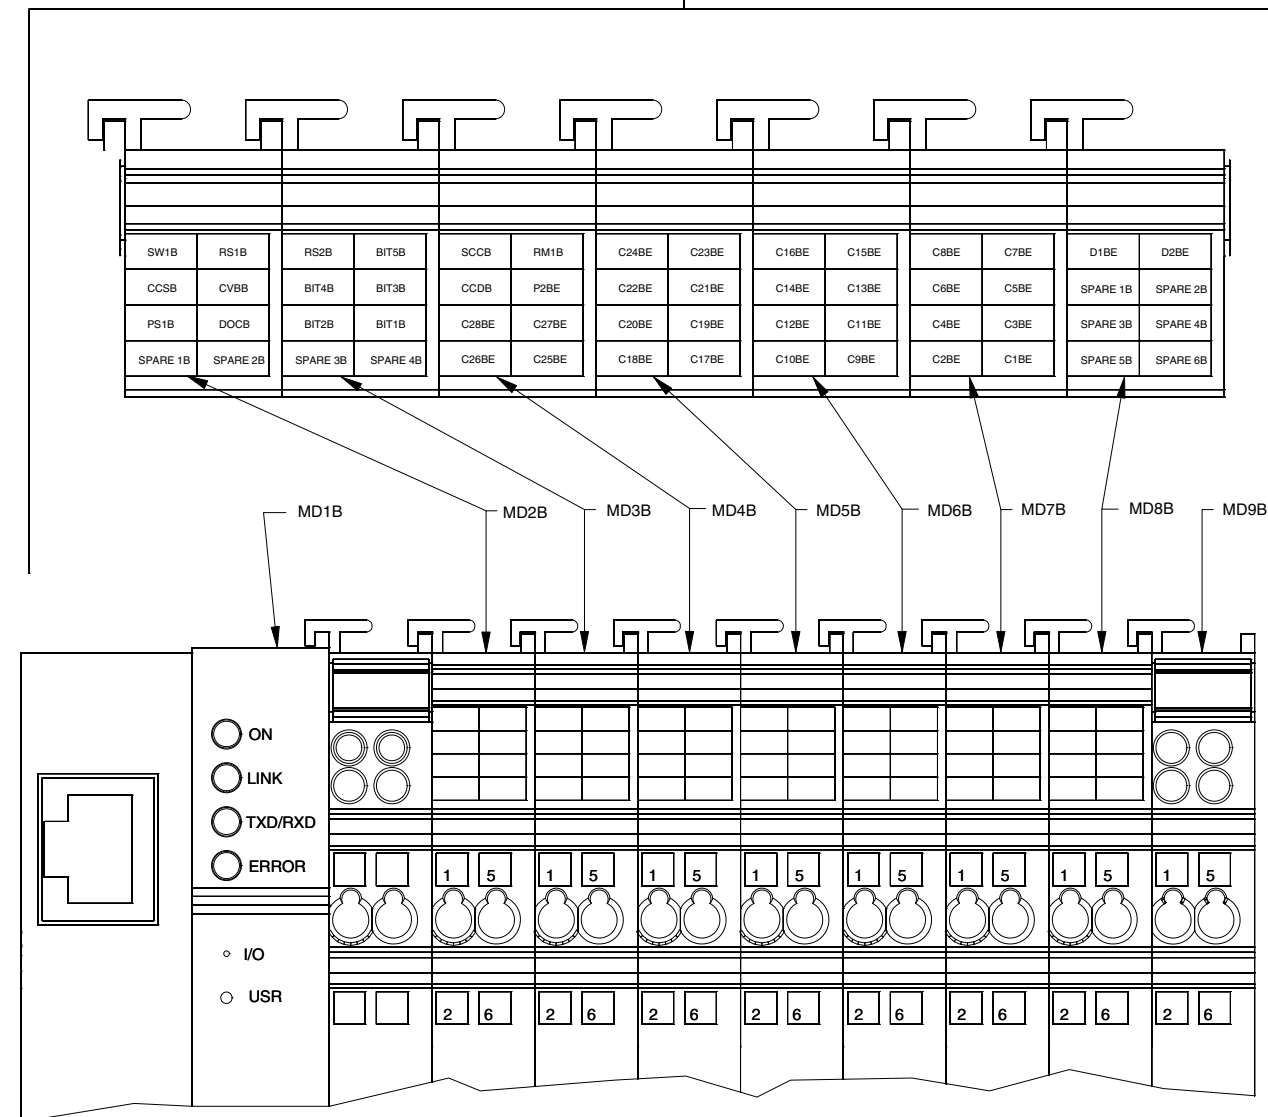 SW1B RS1B RS2B BIT5B SCCB RM1B C24BE C23BE C16BE C15BE C8BE C7BE D1BE D2BE
CCSB CVBB BIT4B BIT3B CCDB P2BE C22BE C21BE C14BE C13BE C6BE C5BE SPARE 1B SPARE 2B
PS1B DOCB BIT2B BIT1B C28BE C27BE C20BE C19BE C12BE C11BE C4BE C3BE SPARE 3B SPARE 4B
SPARE 1B SPARE 2B SPARE 3B SPARE 4B C26BE C25BE C18BE C17BE C10BE C9BE C2BE C1BE SPARE 5B SPARE 6B
MD1B MD2B MD3B MD4B MD5B MD6B MD7B MD8B MD9B
ON
LINK
TXD/RXD
ERROR
1 5 1 5 1 5 1 5 1 5 1 5 1 5 1 5
I/O
USR
2 6 2 6 2 6 2 6 2 6 2 6 2 6 2 6